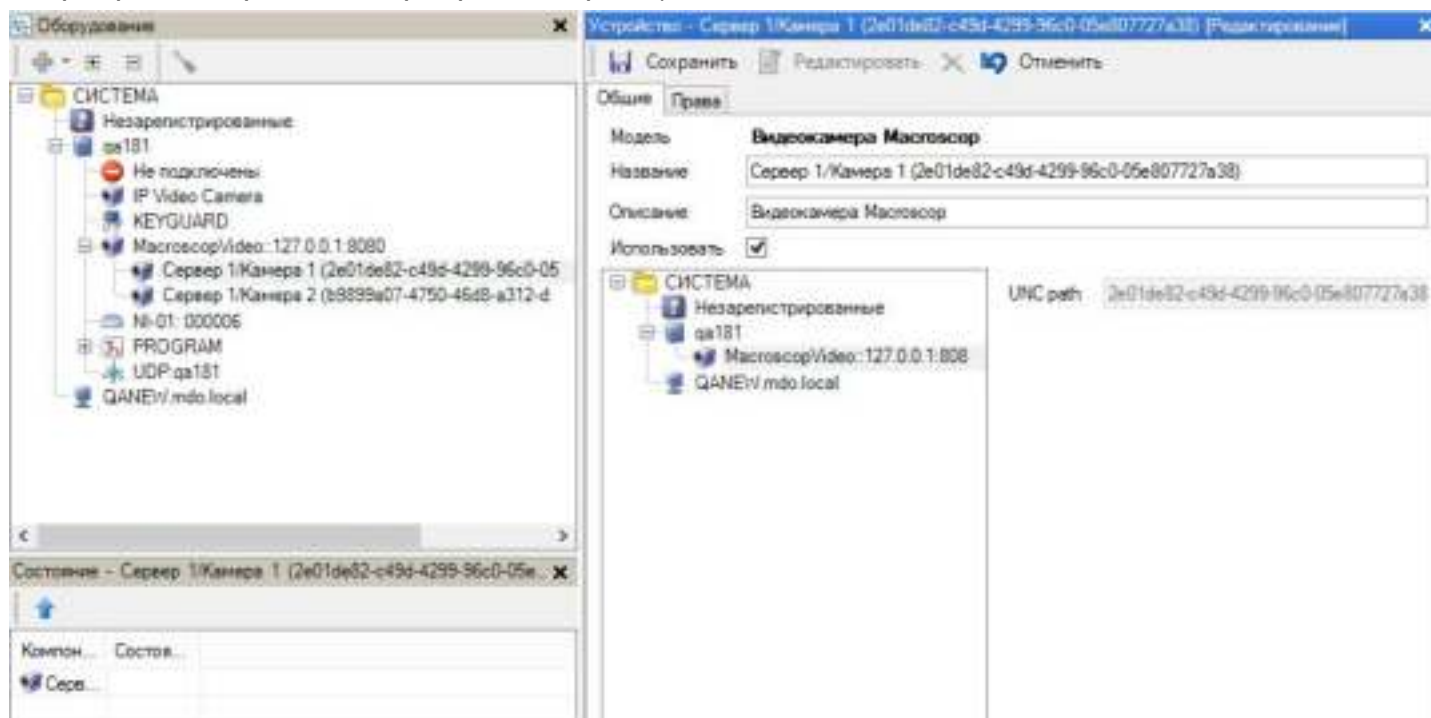 Оборудование
СИСТЕМА
Незарегистрированные
qa181
Не подключены
IP Video Camera
KEYGUARD
MacroscopVideo::127.0.0.1:8080
Сервер 1/Камера 1 (2e01de82-c49d-4299-96c0-05
Сервер 1/Камера 2 (b9899a07-4750-46d8-a312-d
NI-01: 000006
PROGRAM
UDP:qa181
QANEW.mdo.local
Состояние - Сервер 1/Камера 1 (2e01de82-c49d-4299-96c0-05e...
Компон... Состоя...
Серв...
Устройство - Сервер 1/Камера 1 (2e01de82-c49d-4299-96c0-05e807727a38) [Редактирование]
Сохранить Редактировать Отменить
Общие Права
Модель Видеокамера Macroscop
Название Сервер 1/Камера 1 (2e01de82-c49d-4299-96c0-05e807727a38)
Описание Видеокамера Macroscop
Использовать
СИСТЕМА
Незарегистрированные
qa181
MacroscopVideo::127.0.0.1:808
QANEW.mdo.local
UNC path 2e01de82-c49d-4299-96c0-05e807727a38